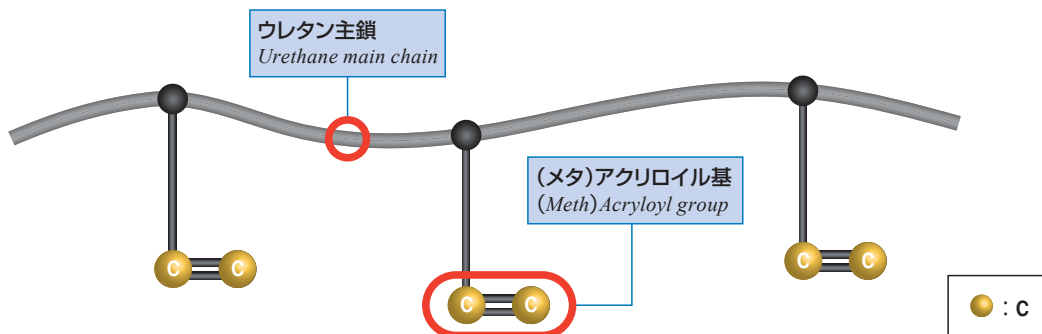 ウレタン主鎖
Urethane main chain
(メタ)アクリロイル基
(Meth)Acryloyl group
C C
C C
C C
: C